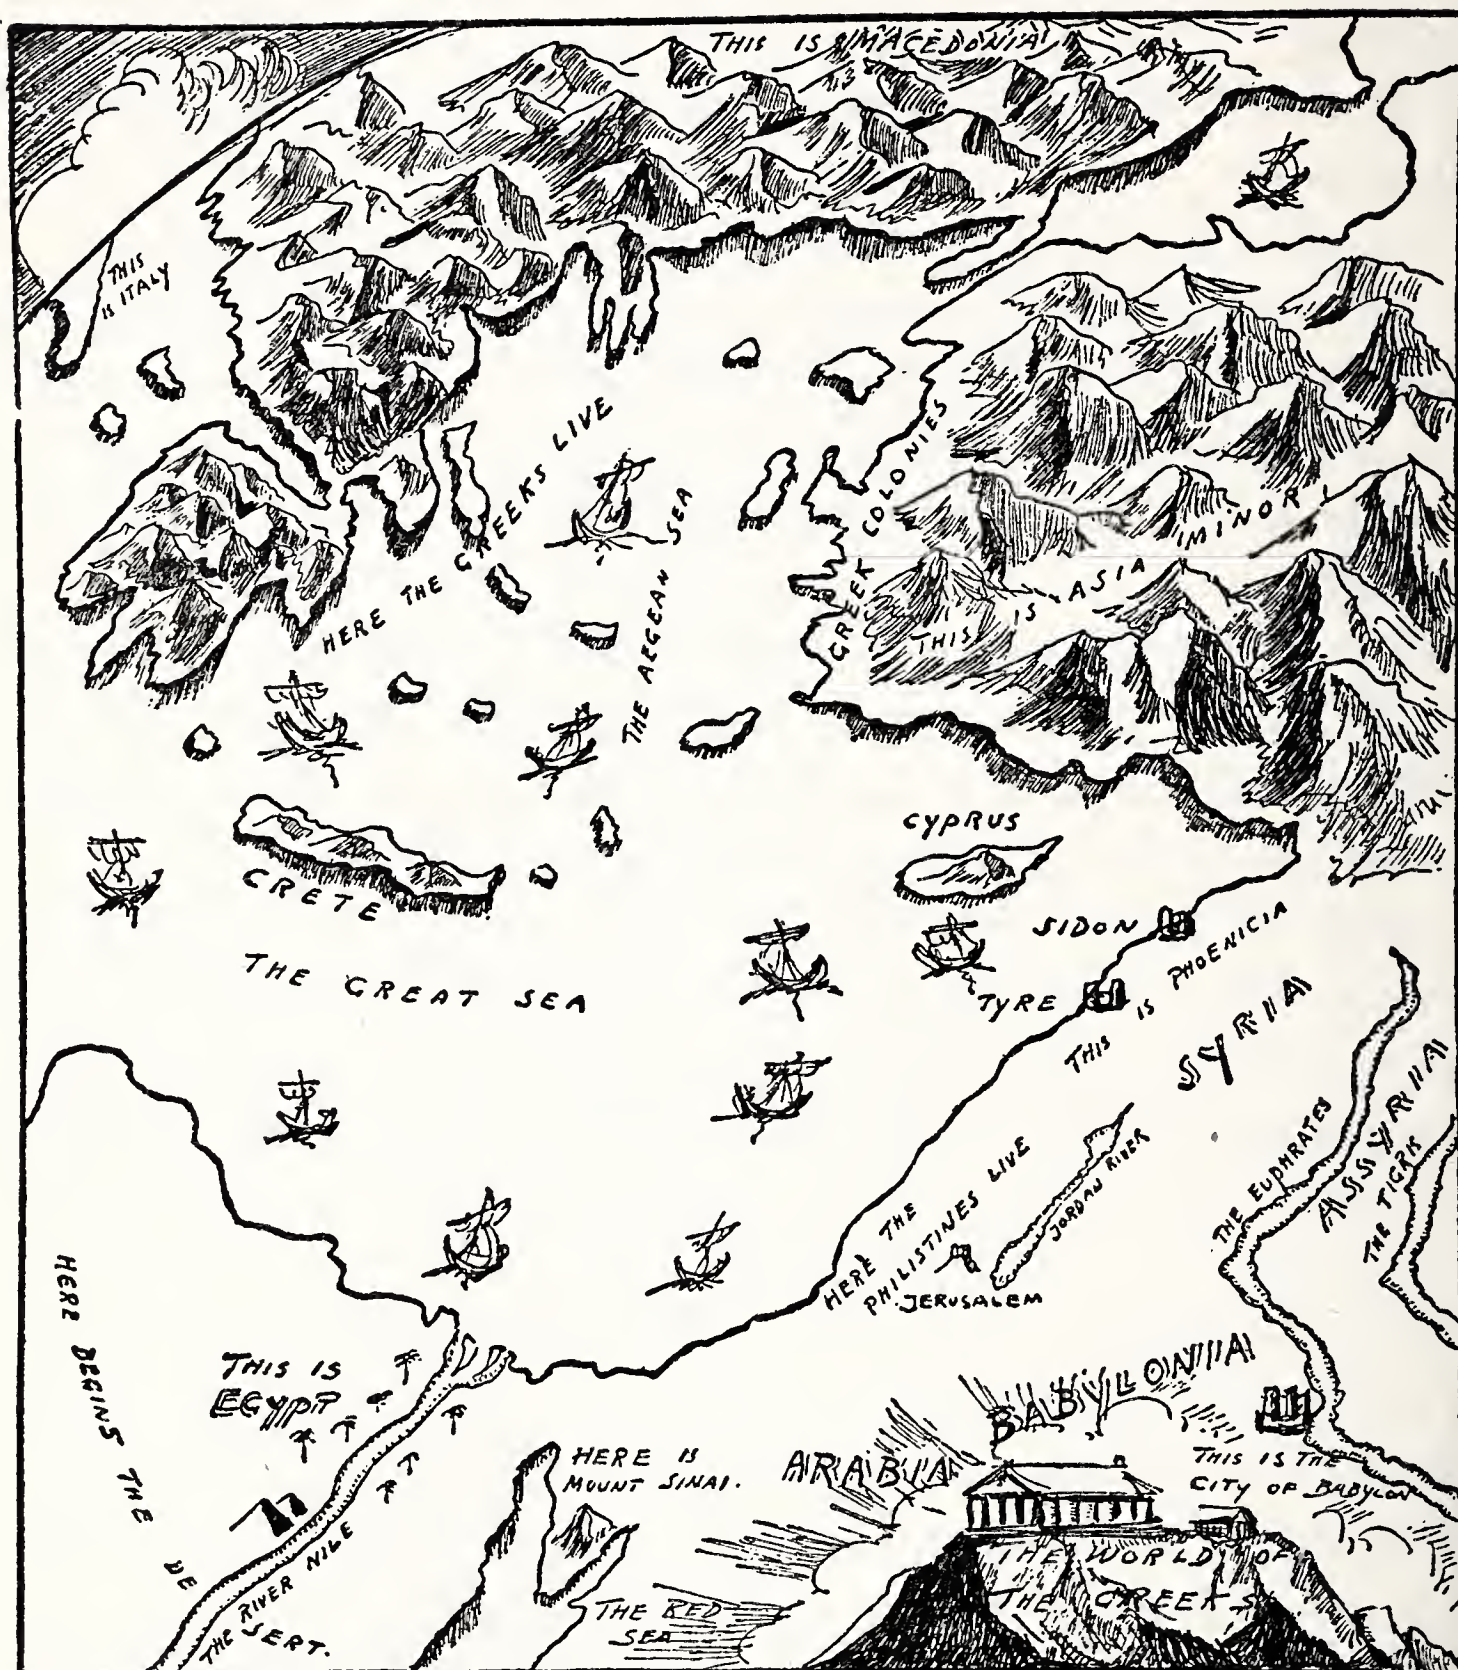 THIS IS MACEDONIA
THIS
IS ITALY
HERE THE GREEKS LIVE
THE AEGEAN SEA
GREEK COLONIES
THIS IS ASIA MINOR
CYPRUS
CRETE
SIDON
TYRE
THIS IS PHOENICIA
THE GREAT SEA
SYRIA
ASSYRIA
THE EUPHRATES
THE TIGRIS
HERE THE
PHILISTINES LIVE
JORDAN RIVER
JERUSALEM
HERE BEGINS THE DE
SERT.
THIS IS
EGYPT
THE RIVER NILE
HERE IS
MOUNT SINAI.
ARABIA
BABYLONIA
THIS IS THE
CITY OF BABYLON
THE RED
SEA
THE WORLD OF
THE GREEKS